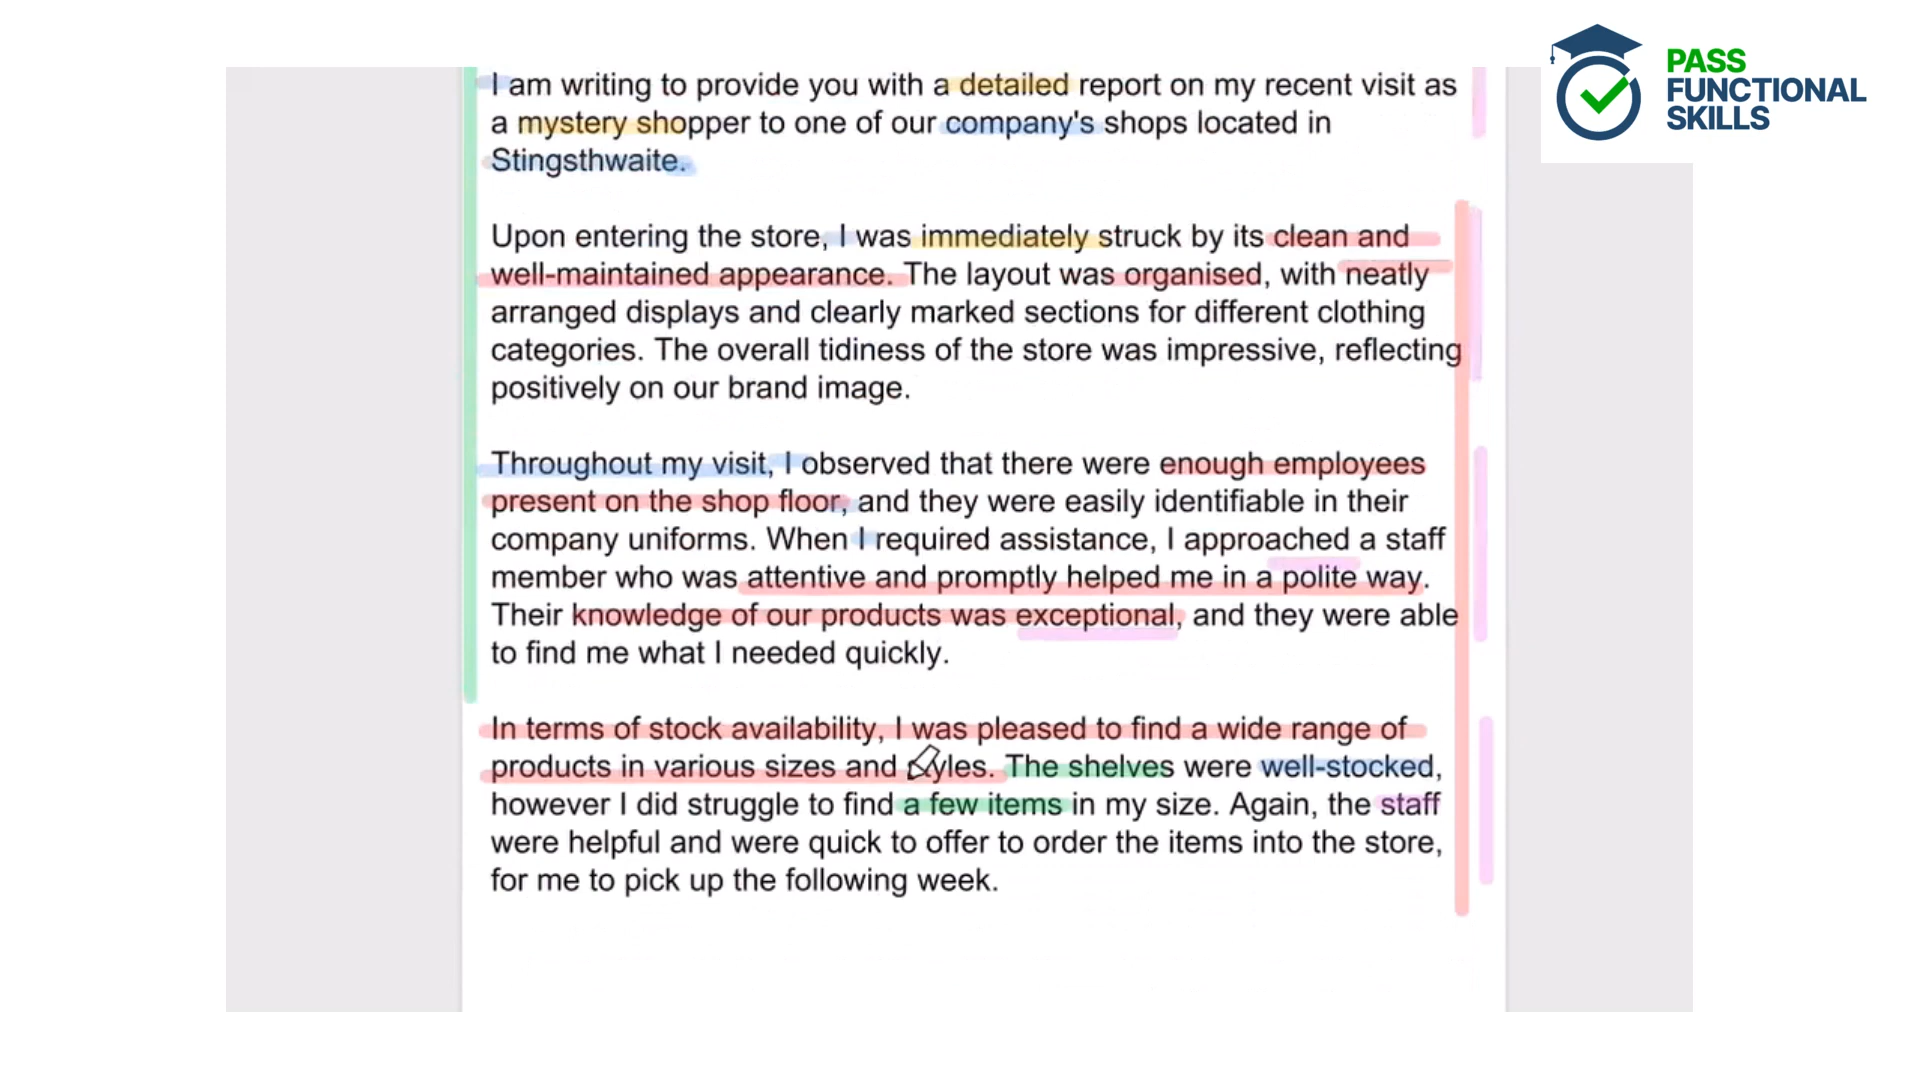 PASS
FUNCTIONAL
SKILLS
I am writing to provide you with a detailed report on my recent visit as
a mystery shopper to one of our company's shops located in
Stingsthwaite.
Upon entering the store, I was immediately struck by its clean and
well-maintained appearance. The layout was organised, with neatly
arranged displays and clearly marked sections for different clothing
categories. The overall tidiness of the store was impressive, reflecting
positively on our brand image.
Throughout my visit, I observed that there were enough employees
present on the shop floor, and they were easily identifiable in their
company uniforms. When I required assistance, I approached a staff
member who was attentive and promptly helped me in a polite way.
Their knowledge of our products was exceptional, and they were able
to find me what I needed quickly.
In terms of stock availability, I was pleased to find a wide range of
products in various sizes and styles. The shelves were well-stocked,
however I did struggle to find a few items in my size. Again, the staff
were helpful and were quick to offer to order the items into the store,
for me to pick up the following week.